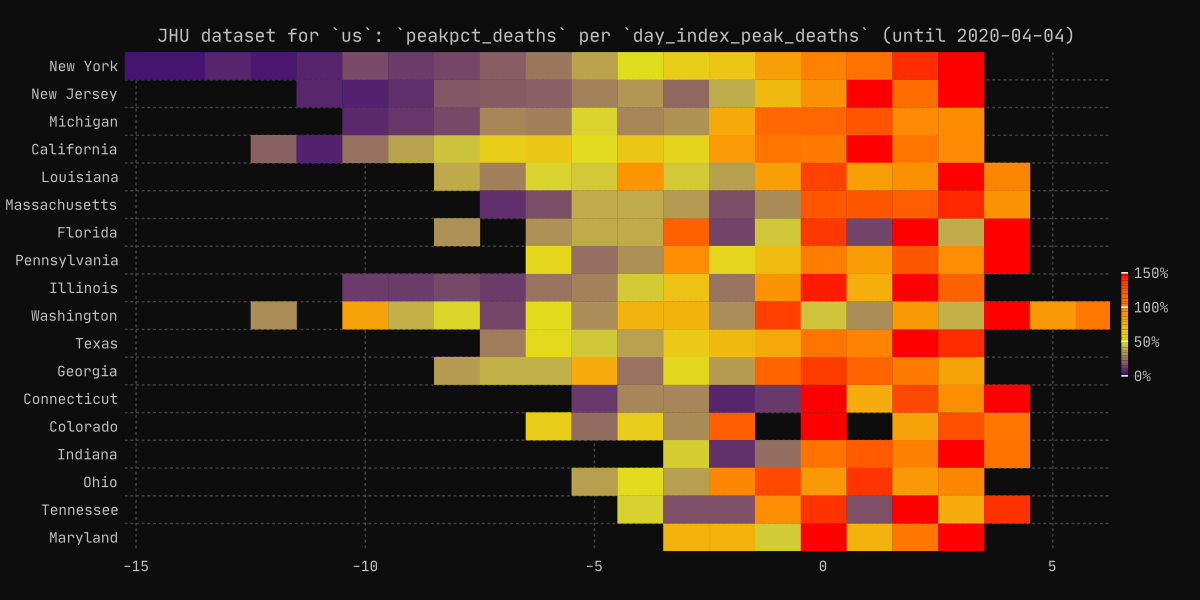 JHU dataset for `us`: `peakpct_deaths` per `day_index_peak_deaths` (until 2020-04-04)
New York
New Jersey
Michigan
California
Louisiana
Massachusetts
Florida
Pennsylvania
Illinois
Washington
Texas
Georgia
Connecticut
Colorado
Indiana
Ohio
Tennessee
Maryland
150%
100%
50%
0%
-15
-10
-5
0
5